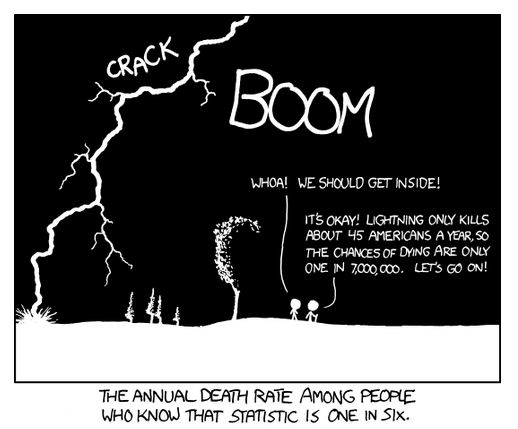 CRACK
BOOM
WHOA! WE SHOULD GET INSIDE!
IT'S OKAY! LIGHTNING ONLY KILLS
ABOUT 45 AMERICANS A YEAR, SO
THE CHANCES OF DYING ARE ONLY
ONE IN 7,000,000. LET'S GO ON!
THE ANNUAL DEATH RATE AMONG PEOPLE
WHO KNOW THAT STATISTIC IS ONE IN SIX.